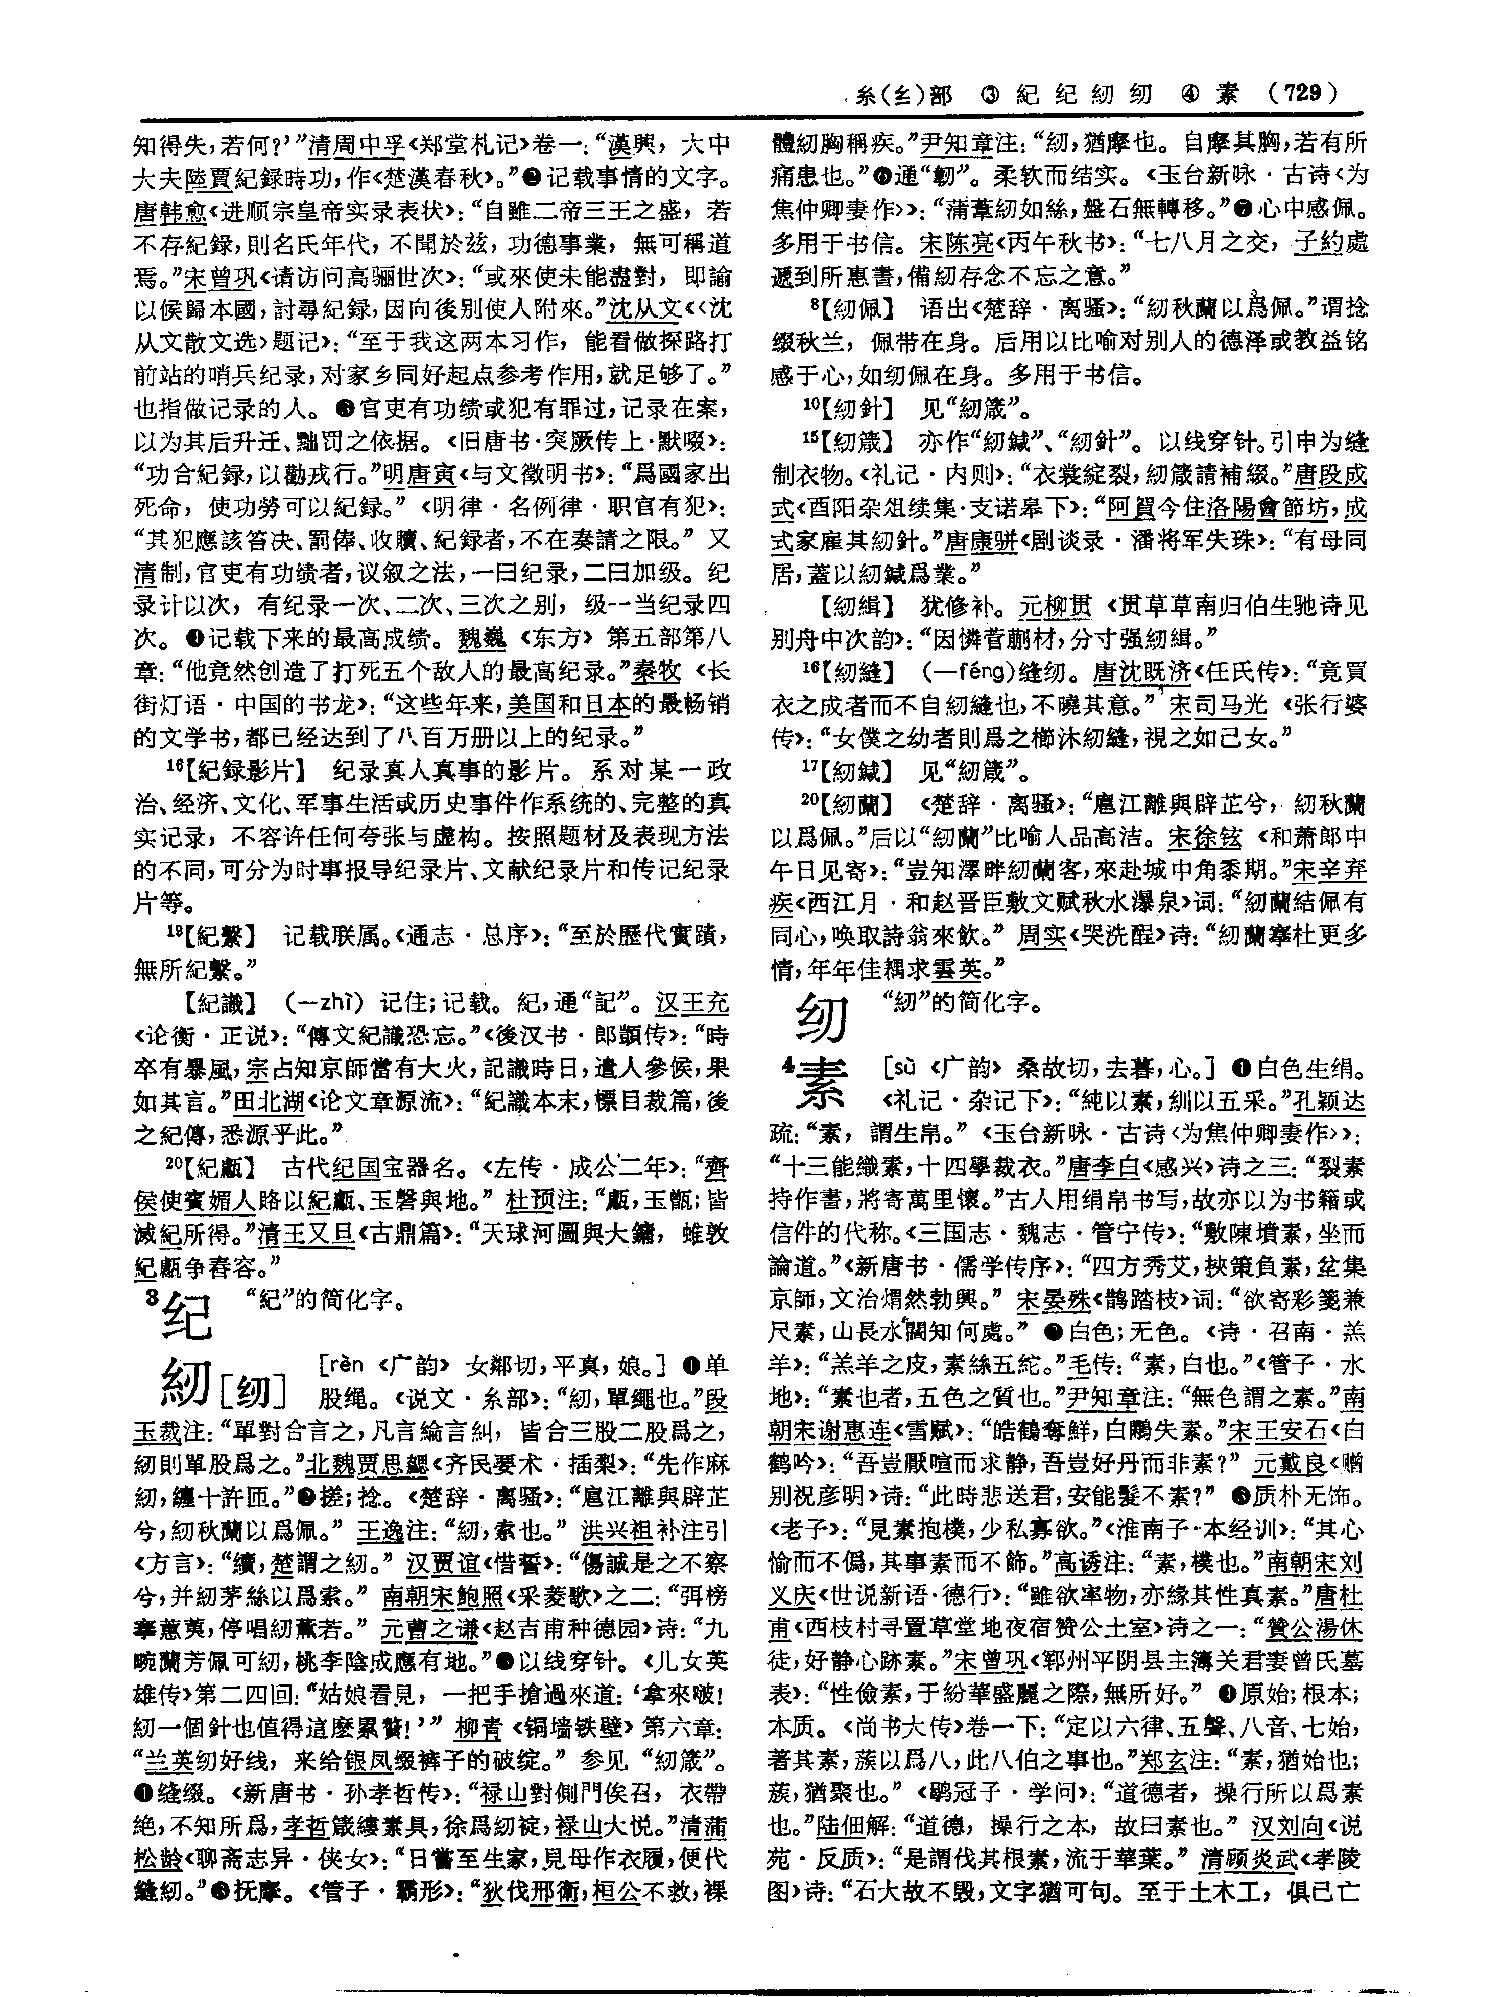 糸(纟)部 ③ 紀 纪 紉 纫 ④ 素 (729)
知得失，若何？’”清周中孚《郑堂札记》卷一：“漢興，大中
大夫陸賈紀録時功，作《楚漢春秋》。”❷记载事情的文字。
唐韩愈《进顺宗皇帝实录表状》：“自雖二帝三王之盛，若
不存紀録，則名氏年代，不聞於兹，功德事業，無可稱道
焉。”宋曾巩《请访问高骊世次》：“或來使未能盡對，即諭
以侯歸本國，討尋紀録，因向後别使人附來。”沈从文《〈沈
从文散文选〉题记》：“至于我这两本习作，能看做探路打
前站的哨兵纪录，对家乡同好起点参考作用，就足够了。”
也指做记录的人。❸官吏有功绩或犯有罪过，记录在案，
以为其后升迁、黜罚之依据。《旧唐书·突厥传上·默啜》：
“功合紀録，以勸戎行。”明唐寅《与文徵明书》：“爲國家出
死命，使功勞可以紀録。”《明律·名例律·职官有犯》：
“其犯應該笞决、罰俸、收贖、紀録者，不在奏請之限。”又
清制，官吏有功绩者，议叙之法，一曰纪录，二曰加级。纪
录计以次，有纪录一次、二次、三次之别，级一当纪录四
次。❹记载下来的最高成绩。魏巍《东方》第五部第八
章：“他竟然创造了打死五个敌人的最高纪录。”秦牧《长
街灯语·中国的书龙》：“这些年来，美国和日本的最畅销
的文学书，都已经达到了八百万册以上的纪录。”
¹⁶【紀録影片】 纪录真人真事的影片。系对某一政
治、经济、文化、军事生活或历史事件作系统的、完整的真
实记录，不容许任何夸张与虚构。按照题材及表现方法
的不同，可分为时事报导纪录片、文献纪录片和传记纪录
片等。
¹⁹【紀繫】 记载联属。《通志·总序》：“至於歷代實蹟，
無所紀繫。”
【紀識】 （—zhì）记住；记载。紀，通“記”。汉王充
《论衡·正说》：“傳文紀識恐忘。”《後汉书·郎顗传》：“時
卒有暴風，宗占知京師當有大火，記識時日，遣人參候，果
如其言。”田北湖《论文章源流》：“紀識本末，標目裁篇，後
之紀傳，悉源乎此。”
²⁰【紀甗】 古代纪国宝器名。《左传·成公二年》：“齊
侯使賓媚人賂以紀甗、玉磬與地。”杜预注：“甗，玉甑；皆
滅紀所得。”清王又旦《古鼎篇》：“天球河圖與大鏞，蜼敦
紀甗争舂容。”
3纪 “紀”的简化字。
紉[纫] [rèn《广韵》女鄰切，平真，娘。]❶单
股绳。《说文·糸部》：“紉，單繩也。”段
玉裁注：“單對合言之，凡言綸言糾，皆合三股二股爲之，
紉則單股爲之。”北魏贾思勰《齐民要术·插梨》：“先作麻
紉，纏十許匝。”❷搓；捻。《楚辞·离骚》：“扈江離與辟芷
兮，紉秋蘭以爲佩。”王逸注：“紉，索也。”洪兴祖补注引
《方言》：“續，楚謂之紉。”汉贾谊《惜誓》：“傷誠是之不察
兮，并紉茅絲以爲索。”南朝宋鲍照《采菱歌》之二：“弭榜
搴蕙荑，停唱紉薰若。”元曹之谦《赵吉甫种德园》诗：“九
畹蘭芳佩可紉，桃李陰成應有地。”❸以线穿针。《儿女英
雄传》第二四回：“姑娘看見，一把手搶過來道：‘拿來啵！
紉一個針也值得這麽累贅！’”柳青《铜墙铁壁》第六章：
“兰英纫好线，来给银凤缀裤子的破绽。”参见“紉箴”。
❹缝缀。《新唐书·孙孝哲传》：“禄山對側門俟召，衣帶
绝，不知所爲，孝哲箴縷素具，徐爲紉裎，禄山大悦。”清蒲
松龄《聊斋志异·侠女》：“日嘗至生家，見母作衣履，便代
縫紉。”❺抚摩。《管子·霸形》：“狄伐邢衛，桓公不救，裸
體紉胸稱疾。”尹知章注：“紉，猶摩也。自摩其胸，若有所
痛患也。”❻通“韌”。柔软而结实。《玉台新咏·古诗〈为
焦仲卿妻作〉》：“蒲葦紉如絲，盤石無轉移。”❼心中感佩。
多用于书信。宋陈亮《丙午秋书》：“七八月之交，子約處
遞到所惠書，備紉存念不忘之意。”
⁸【紉佩】 语出《楚辞·离骚》：“紉秋蘭以爲佩。”谓捻
缀秋兰，佩带在身。后用以比喻对别人的德泽或教益铭
感于心，如纫佩在身。多用于书信。
¹⁰【紉針】 见“紉箴”。
¹⁵【紉箴】 亦作“紉鍼”、“紉針”。以线穿针。引申为缝
制衣物。《礼记·内则》：“衣裳綻裂，紉箴請補綴。”唐段成
式《酉阳杂俎续集·支诺皋下》：“阿賀今住洛陽會節坊，成
式家雇其紉針。”唐康骈《剧谈录·潘将军失珠》：“有母同
居，蓋以紉鍼爲業。”
【紉緝】 犹修补。元柳贯《贯草草南归伯生驰诗见
别舟中次韵》：“因憐菅蒯材，分寸强紉緝。”
¹⁶【紉縫】 （—féng）缝纫。唐沈既济《任氏传》：“竟買
衣之成者而不自紉縫也，不曉其意。”宋司马光《张行婆
传》：“女僕之幼者則爲之櫛沐紉縫，視之如己女。”
¹⁷【紉鍼】 见“紉箴”。
²⁰【紉蘭】 《楚辞·离骚》：“扈江離與辟芷兮，紉秋蘭
以爲佩。”后以“紉蘭”比喻人品高洁。宋徐铉《和萧郎中
午日见寄》：“豈知澤畔紉蘭客，來赴城中角黍期。”宋辛弃
疾《西江月·和赵晋臣敷文赋秋水瀑泉》词：“紉蘭結佩有
同心，唤取詩翁來飲。”周实《哭洗醒》诗：“紉蘭搴杜更多
情，年年佳耦求雲英。”
纫 “紉”的简化字。
4素 [sù《广韵》桑故切，去暮，心。]❶白色生绢。
《礼记·杂记下》：“純以素，紃以五采。”孔颖达
疏：“素，謂生帛。”《玉台新咏·古诗〈为焦仲卿妻作〉》：
“十三能織素，十四學裁衣。”唐李白《感兴》诗之三：“裂素
持作書，將寄萬里懷。”古人用绢帛书写，故亦以为书籍或
信件的代称。《三国志·魏志·管宁传》：“敷陳墳素，坐而
論道。”《新唐书·儒学传序》：“四方秀艾，挾策負素，坌集
京師，文治煟然勃興。”宋晏殊《鹊踏枝》词：“欲寄彩箋兼
尺素，山長水闊知何處。”❷白色；无色。《诗·召南·羔
羊》：“羔羊之皮，素絲五紽。”毛传：“素，白也。”《管子·水
地》：“素也者，五色之質也。”尹知章注：“無色謂之素。”南
朝宋谢惠连《雪赋》：“皓鶴奪鮮，白鷳失素。”宋王安石《白
鹤吟》：“吾豈厭喧而求静，吾豈好丹而非素？”元戴良《赠
别祝彦明》诗：“此時悲送君，安能髮不素？”❸质朴无饰。
《老子》：“見素抱樸，少私寡欲。”《淮南子·本经训》：“其心
愉而不僞，其事素而不飾。”高诱注：“素，樸也。”南朝宋刘
义庆《世说新语·德行》：“雖欲率物，亦緣其性真素。”唐杜
甫《西枝村寻置草堂地夜宿赞公土室》诗之一：“贊公湯休
徒，好静心跡素。”宋曾巩《郓州平阴县主簿关君妻曾氏墓
表》：“性儉素，于紛華盛麗之際，無所好。”❹原始；根本；
本质。《尚书大传》卷一下：“定以六律、五聲、八音、七始，
著其素，蔟以爲八，此八伯之事也。”郑玄注：“素，猶始也；
蔟，猶聚也。”《鹖冠子·学问》：“道德者，操行所以爲素
也。”陆佃解：“道德，操行之本，故曰素也。”汉刘向《说
苑·反质》：“是謂伐其根素，流于華葉。”清顾炎武《孝陵
图》诗：“石大故不毁，文字猶可句。至于土木工，俱已亡